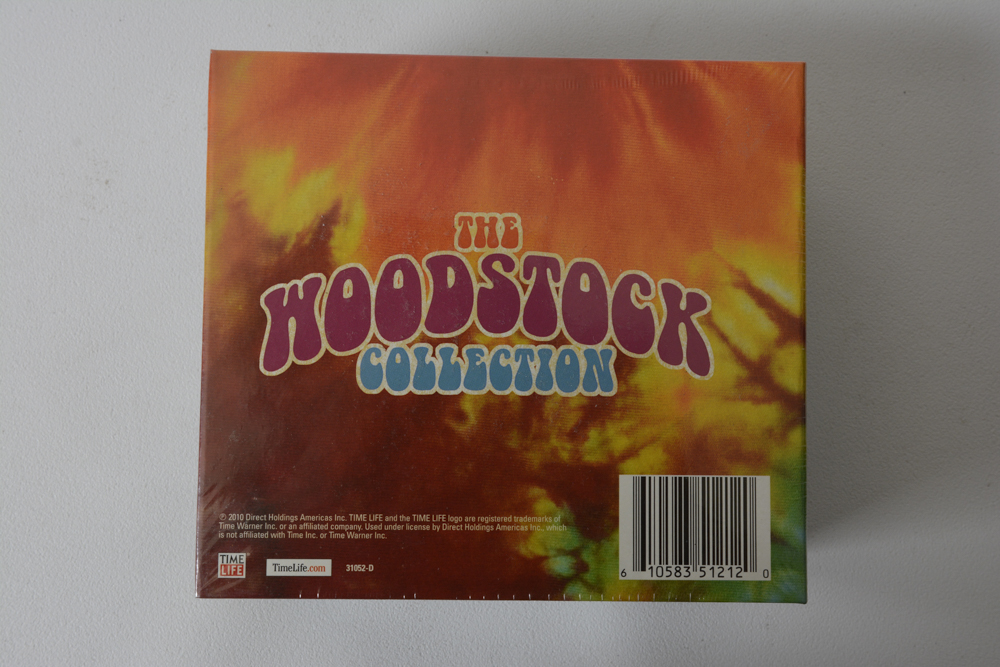 THE
WOODSTOCK
COLLECTION
℗ 2010 Direct Holdings Americas Inc. TIME LIFE and the TIME LIFE logo are registered trademarks of
Time Warner Inc. or an affiliated company. Used under license by Direct Holdings Americas Inc., which
is not affiliated with Time Inc. or Time Warner Inc.
TIME
LIFE
TimeLife.com
31052-D
6 10583 51212 0